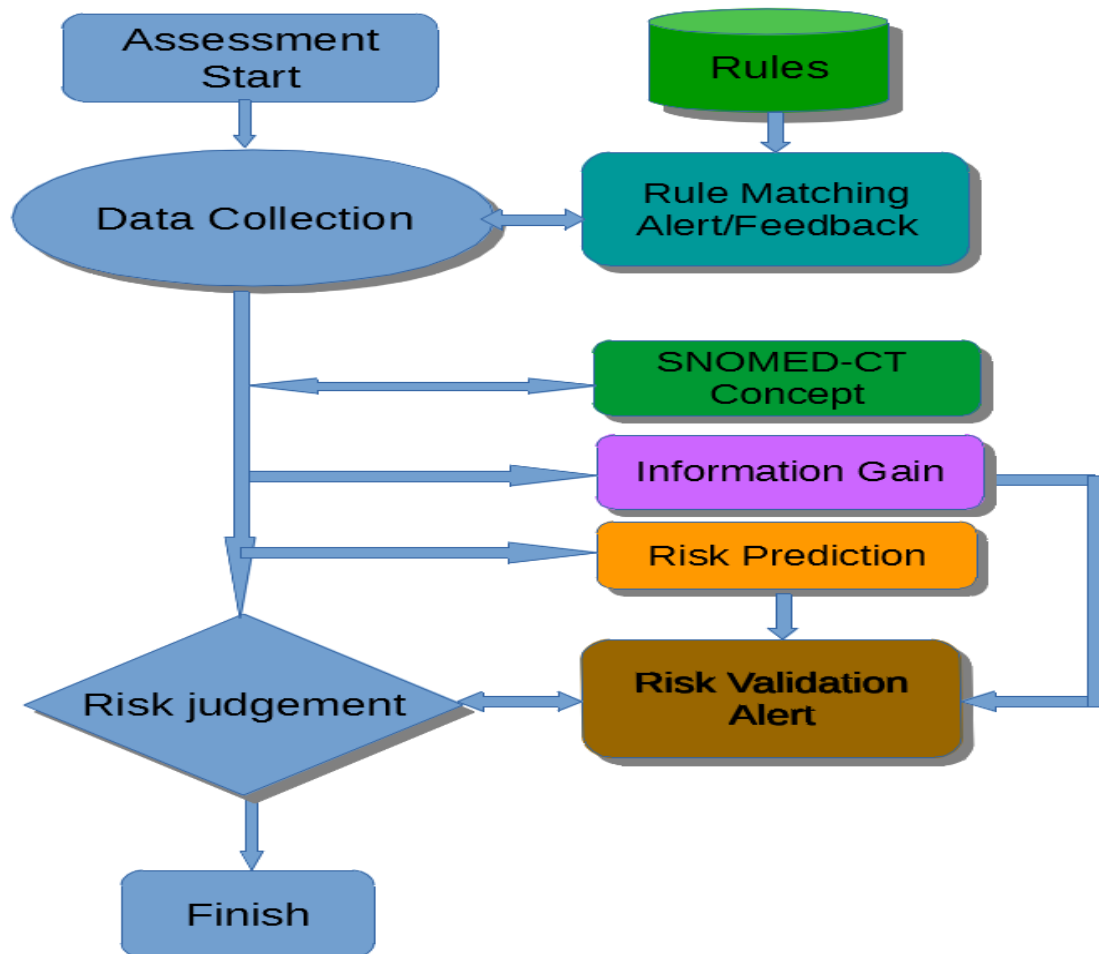 Assessment
Start
Rules
Data Collection
Rule Matching
Alert/Feedback
SNOMED-CT
Concept
Information Gain
Risk Prediction
Risk judgement
Risk Validation
Alert
Finish